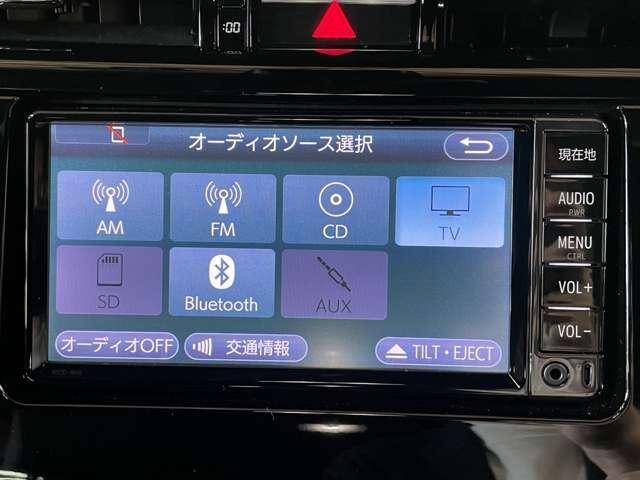 :00
オーディオソース選択
AM
FM
CD
TV
SD
Bluetooth
AUX
オーディオOFF
交通情報
TILT・EJECT
現在地
AUDIO
PWR
MENU
CTRL
VOL+
VOL-